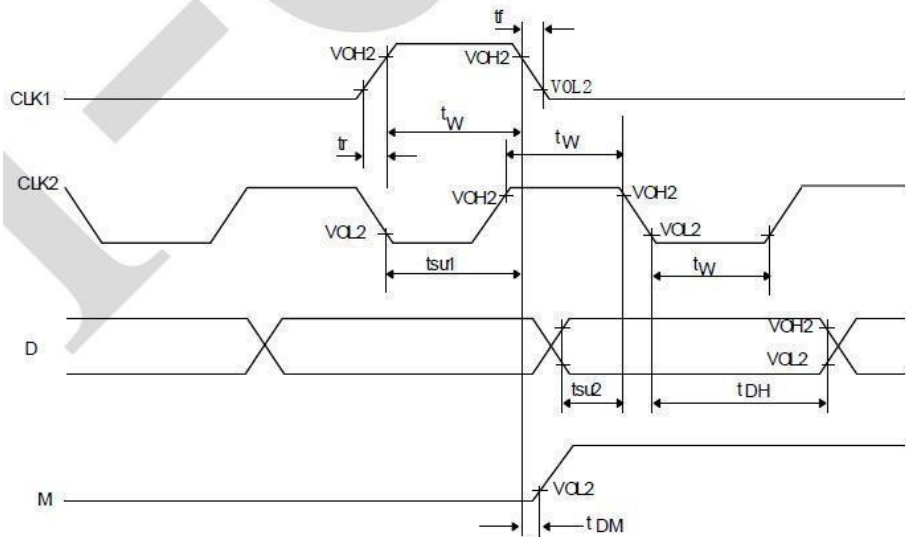 tf
VOH2 VOH2
VOL2
CLK1
tW
tr
tW
CLK2
VOH2 VOH2
VOL2 VOL2
tsu1 tW
D
VOH2
VOL2
tsu2 tDH
M
VOL2
tDM